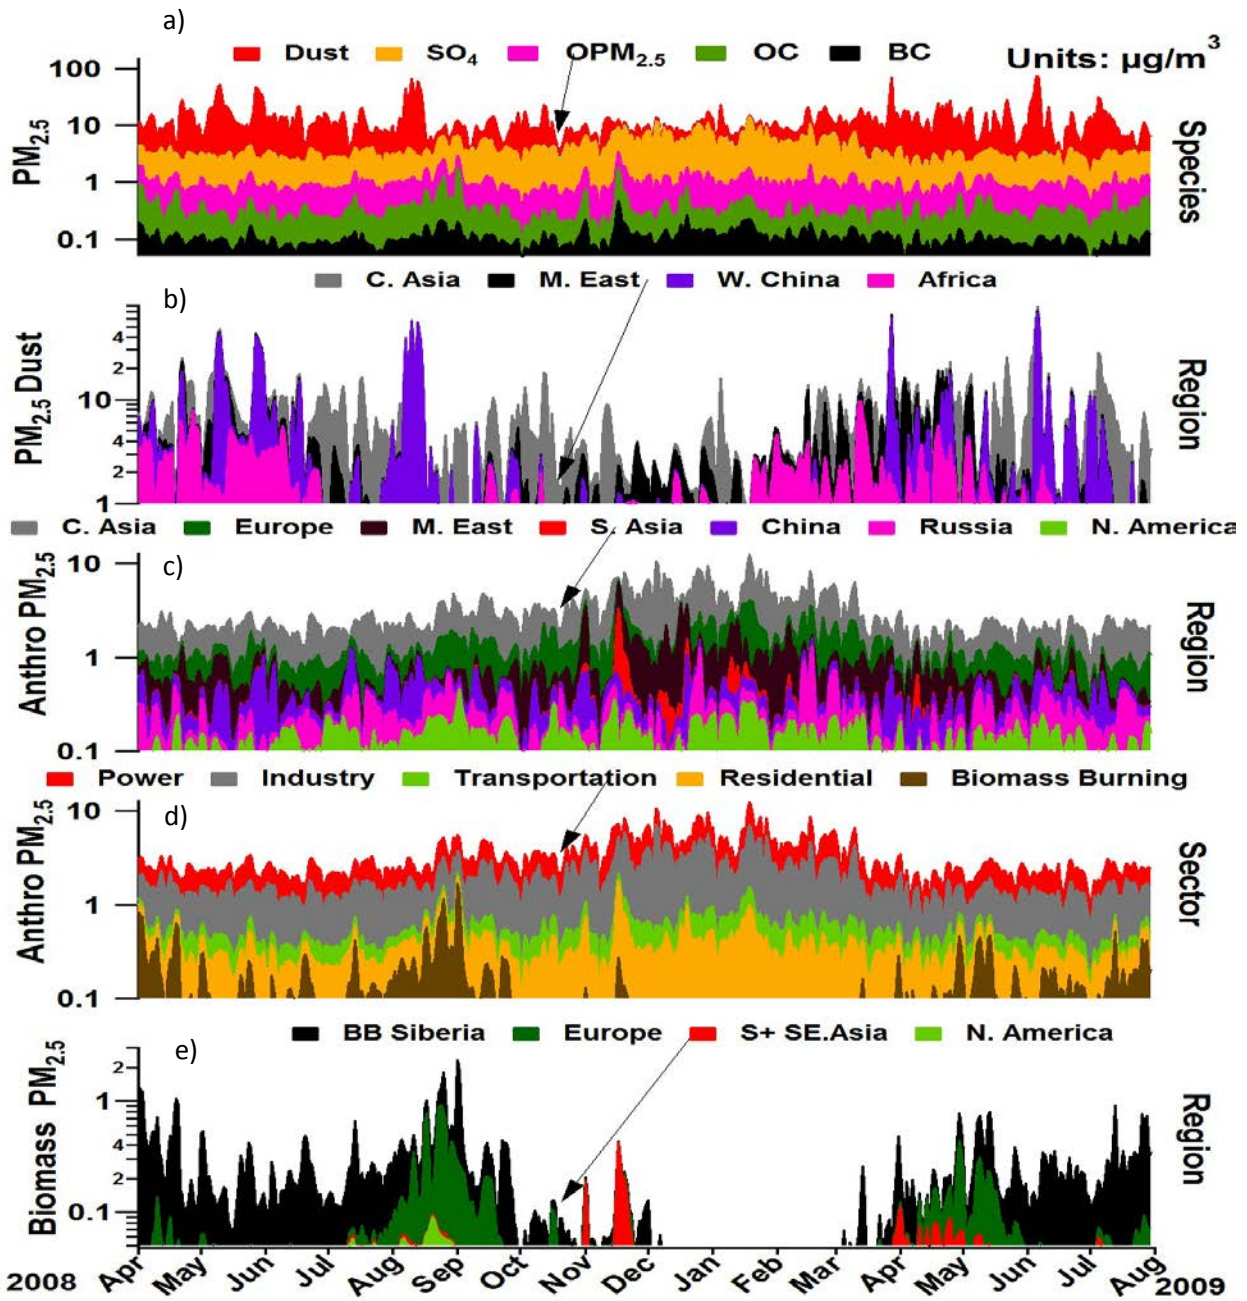 a)
Dust SO4 OPM2.5 OC BC Units: µg/m3
100
10
1
0.1
PM2.5
Species
C. Asia M. East W. China Africa
b)
4
2
10
4
2
1
PM2.5 Dust
Region
C. Asia Europe M. East S. Asia China Russia N. America
c)
10
1
0.1
Anthro PM2.5
Region
Power Industry Transportation Residential Biomass Burning
d)
10
1
0.1
Anthro PM2.5
Sector
BB Siberia Europe S+ SE.Asia N. America
e)
2
1
4
2
0.1
Biomass PM2.5
Region
Apr May Jun Jul Aug Sep Oct Nov Dec Jan Feb Mar Apr May Jun Jul Aug
2008 2009